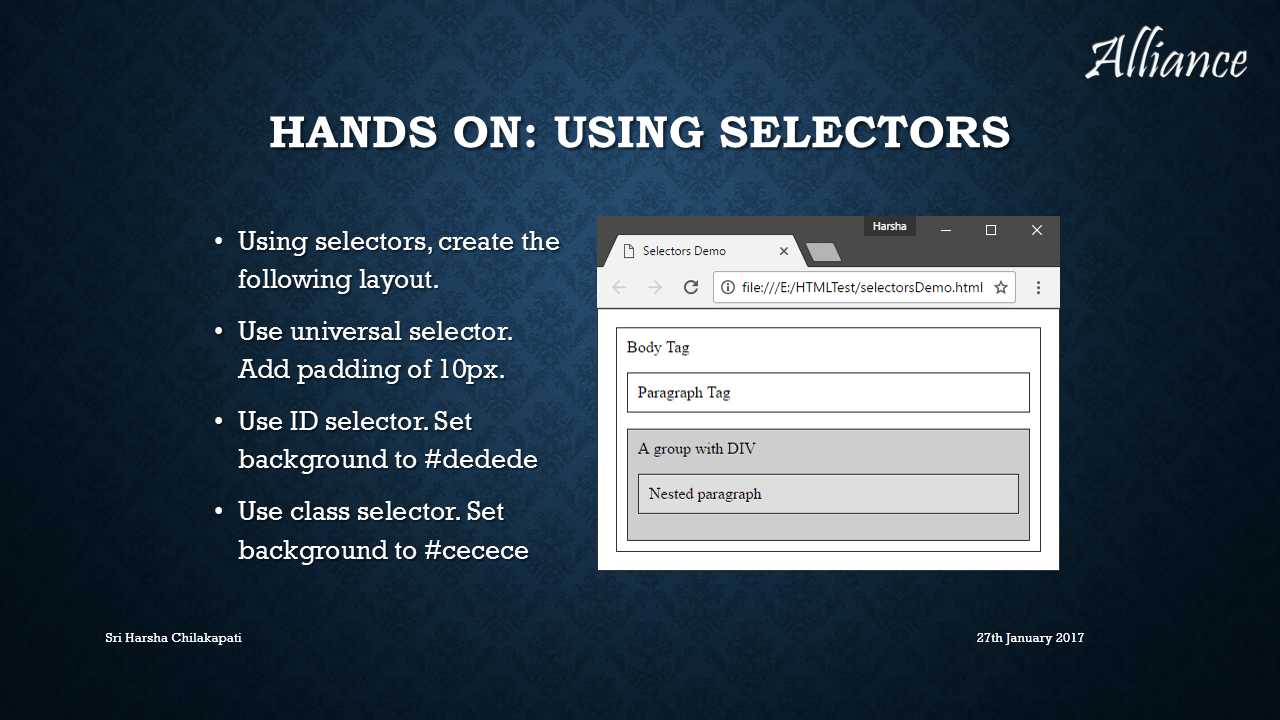 Alliance
HANDS ON: USING SELECTORS
• Using selectors, create the
following layout.
• Use universal selector.
Add padding of 10px.
• Use ID selector. Set
background to #dedede
• Use class selector. Set
background to #cecece
Harsha
Selectors Demo
file:///E:/HTMLTest/selectorsDemo.html
Body Tag
Paragraph Tag
A group with DIV
Nested paragraph
Sri Harsha Chilakapati
27th January 2017